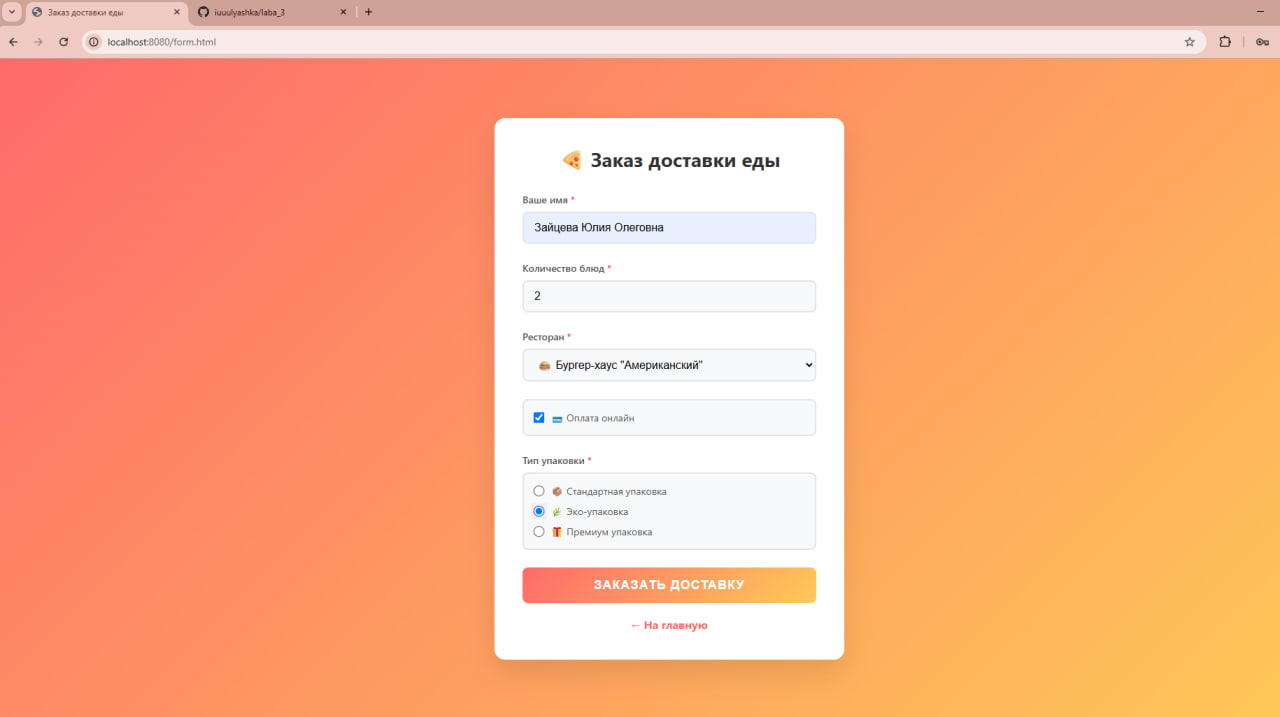 Заказ доставки еды
iuuulyashka/laba_3
localhost:8080/form.html
🍕 Заказ доставки еды
Ваше имя *
Зайцева Юлия Олеговна
Количество блюд *
2
Ресторан *
🍔 Бургер-хаус "Американский"
💳 Оплата онлайн
Тип упаковки *
📦 Стандартная упаковка
🌿 Эко-упаковка
🎁 Премиум упаковка
ЗАКАЗАТЬ ДОСТАВКУ
← На главную